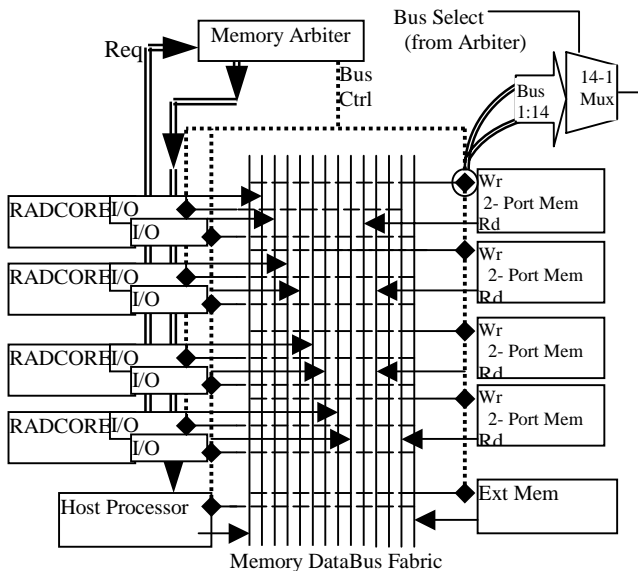 Bus Select
(from Arbiter)
Memory Arbiter
Req
Bus
Ctrl
Bus
1:14
14-1
Mux
RADCORE
I/O
I/O
Wr
2- Port Mem
Rd
RADCORE
I/O
I/O
Wr
2- Port Mem
Rd
RADCORE
I/O
I/O
Wr
2- Port Mem
Rd
RADCORE
I/O
I/O
Wr
2- Port Mem
Rd
Host Processor
Ext Mem
Memory DataBus Fabric